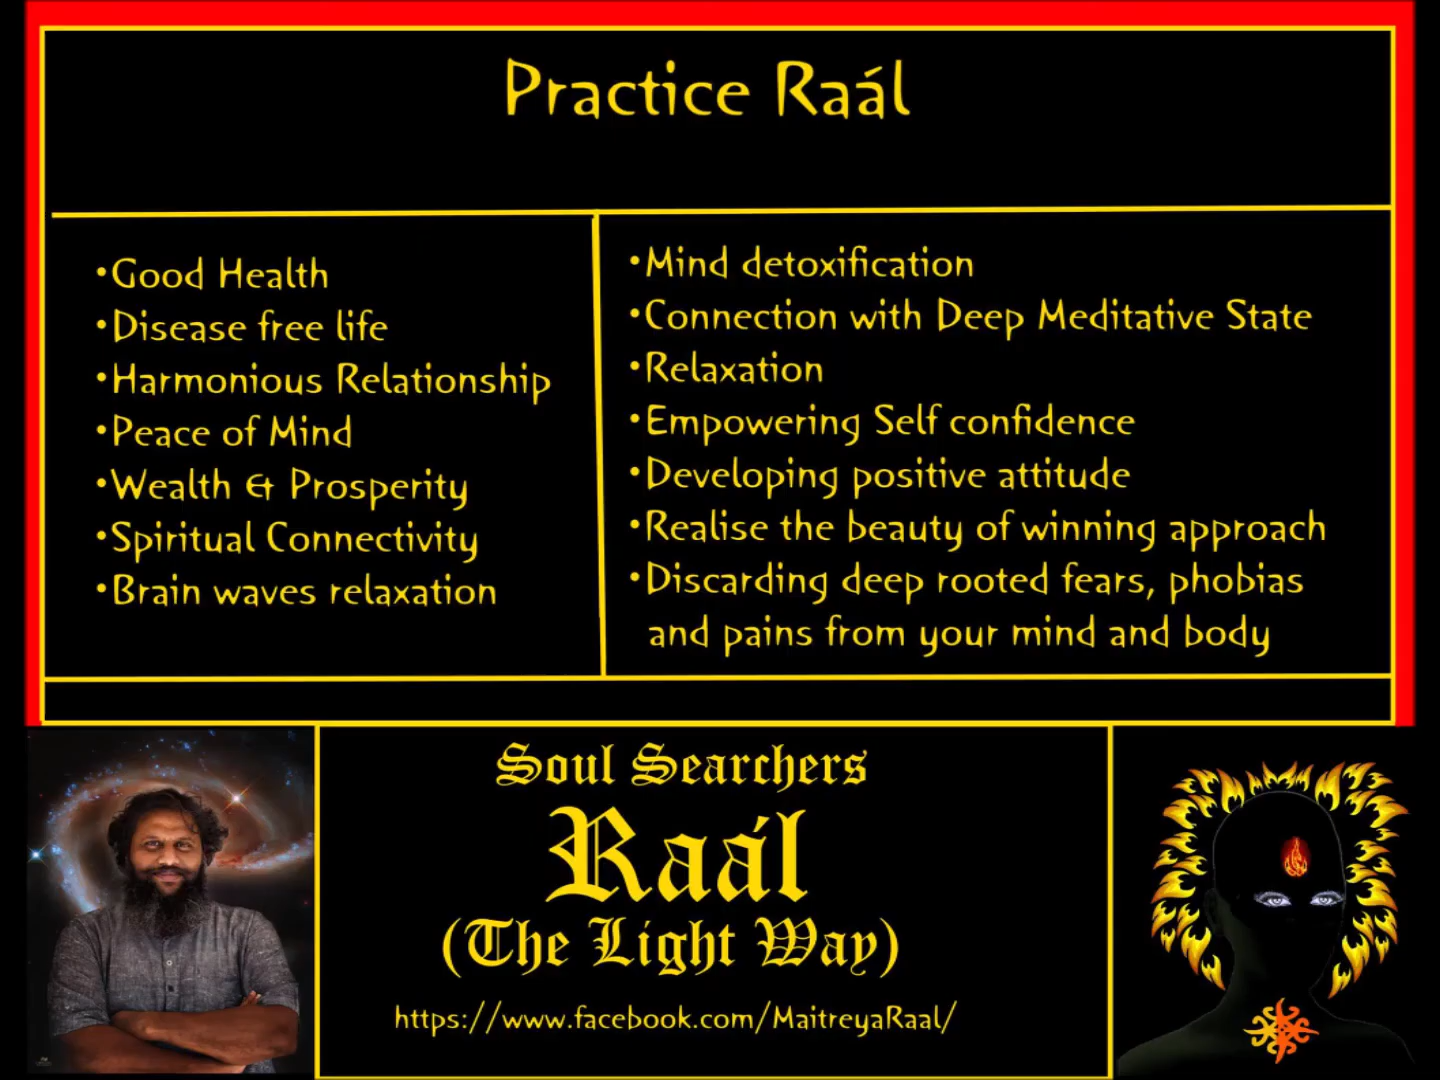 Practice Raál
•Good Health
•Disease free life
•Harmonious Relationship
•Peace of Mind
•Wealth & Prosperity
•Spiritual Connectivity
•Brain waves relaxation
•Mind detoxification
•Connection with Deep Meditative State
•Relaxation
•Empowering Self confidence
•Developing positive attitude
•Realise the beauty of winning approach
•Discarding deep rooted fears, phobias
and pains from your mind and body
Soul Searchers
Raál
(The Light Way)
https://www.facebook.com/MaitreyaRaal/